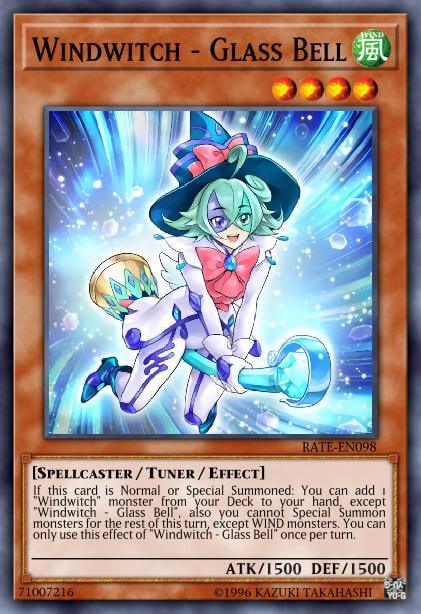 Windwitch - Glass Bell
WIND
風
RATE-EN098
[Spellcaster / Tuner / Effect]
If this card is Normal or Special Summoned: You can add 1
"Windwitch" monster from your Deck to your hand, except
"Windwitch - Glass Bell", also you cannot Special Summon
monsters for the rest of this turn, except WIND monsters. You can
only use this effect of "Windwitch - Glass Bell" once per turn.
ATK/1500 DEF/1500
71007216
©1996 KAZUKI TAKAHASHI